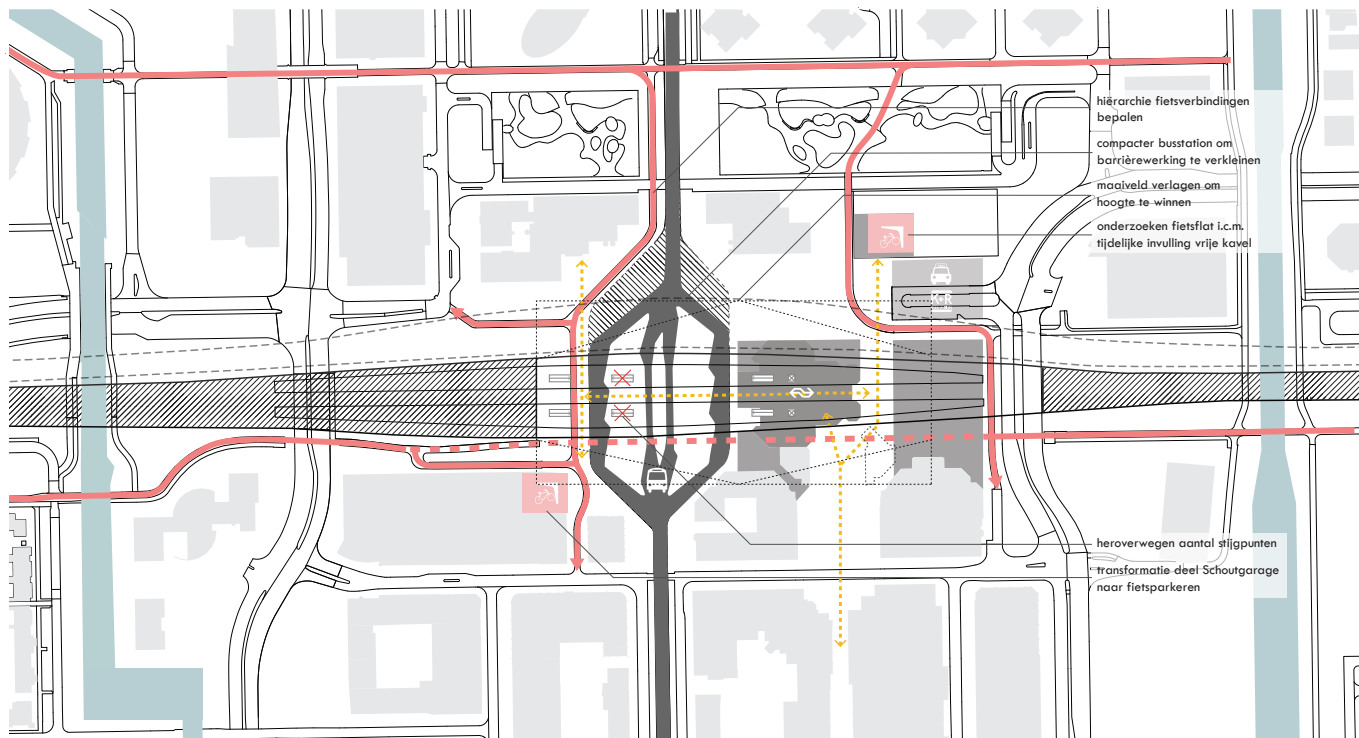 hiërarchie fietsverbindingen
bepalen
compacter busstation om
barrièrewerking te verkleinen
maaiveld verlagen om
hoogte te winnen
onderzoeken fietsflat i.c.m.
tijdelijke invulling vrije kavel
K+R
heroverwegen aantal stijgpunten
transformatie deel Schoutgarage
naar fietsparkeren